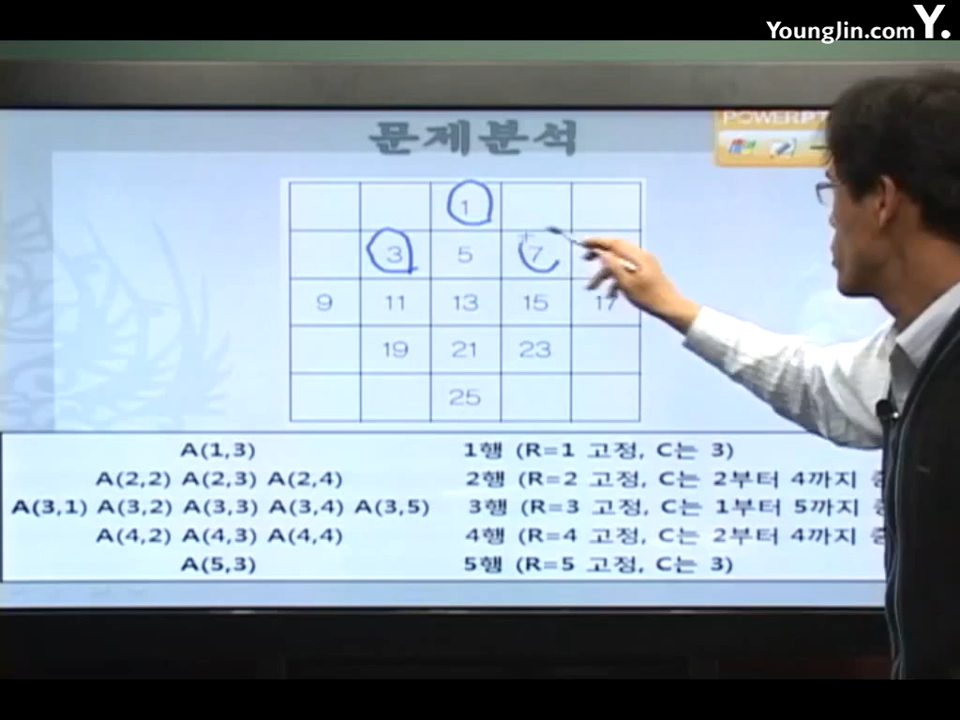 YoungJin.com Y.
POWERPT
문제분석
1
3 5 7
9 11 13 15 17
19 21 23
25
A(1,3) 1행 (R=1 고정, C는 3)
A(2,2) A(2,3) A(2,4) 2행 (R=2 고정, C는 2부터 4까지
A(3,1) A(3,2) A(3,3) A(3,4) A(3,5) 3행 (R=3 고정, C는 1부터 5까지
A(4,2) A(4,3) A(4,4) 4행 (R=4 고정, C는 2부터 4까지
A(5,3) 5행 (R=5 고정, C는 3)